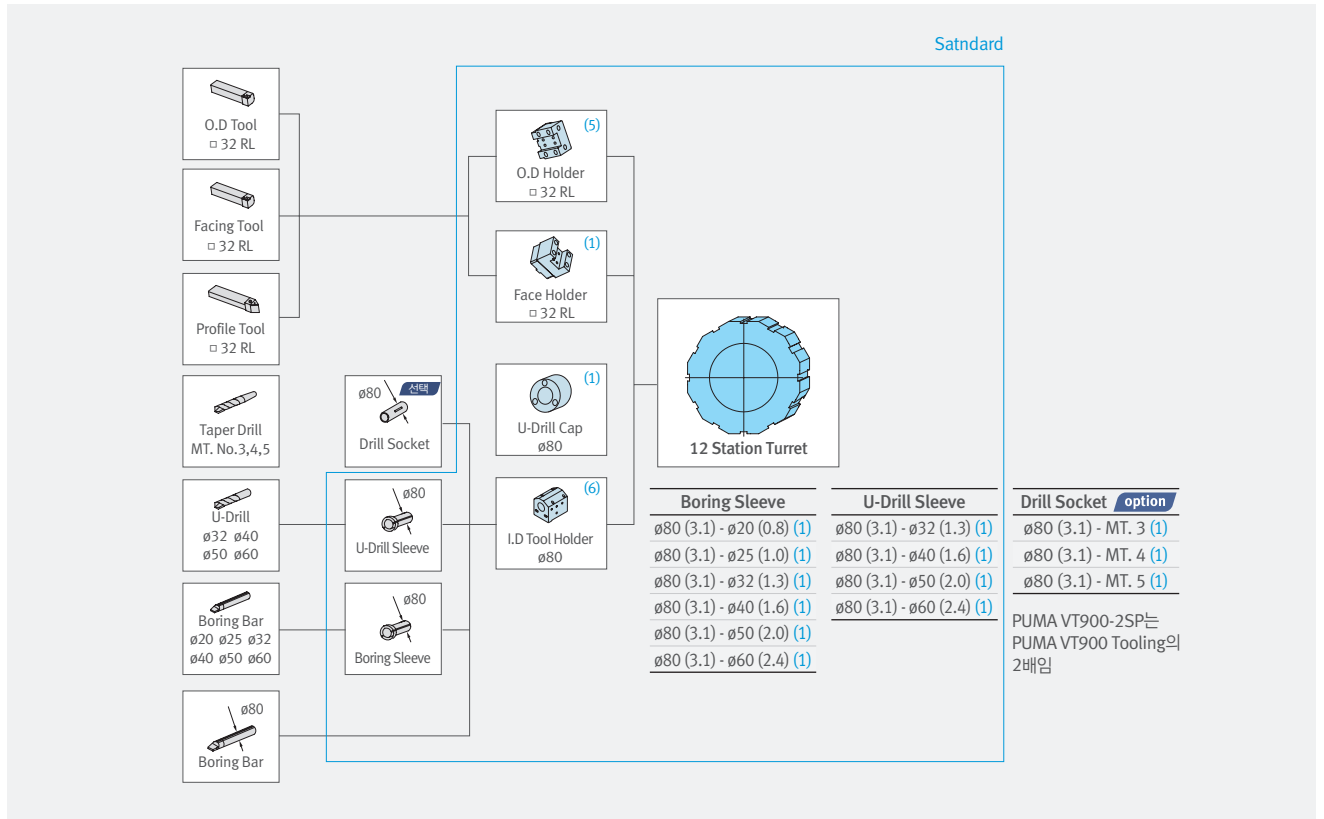 Satndard
O.D Tool
□ 32 RL
Facing Tool
□ 32 RL
Profile Tool
□ 32 RL
Taper Drill
MT. No.3,4,5
U-Drill
ø32 ø40
ø50 ø60
Boring Bar
ø20 ø25 ø32
ø40 ø50 ø60
ø80
Boring Bar
ø80 선택
Drill Socket
ø80
U-Drill Sleeve
ø80
Boring Sleeve
(5)
O.D Holder
□ 32 RL
(1)
Face Holder
□ 32 RL
(1)
U-Drill Cap
ø80
(6)
I.D Tool Holder
ø80
12 Station Turret
Boring Sleeve
ø80 (3.1) - ø20 (0.8) (1)
ø80 (3.1) - ø25 (1.0) (1)
ø80 (3.1) - ø32 (1.3) (1)
ø80 (3.1) - ø40 (1.6) (1)
ø80 (3.1) - ø50 (2.0) (1)
ø80 (3.1) - ø60 (2.4) (1)
U-Drill Sleeve
ø80 (3.1) - ø32 (1.3) (1)
ø80 (3.1) - ø40 (1.6) (1)
ø80 (3.1) - ø50 (2.0) (1)
ø80 (3.1) - ø60 (2.4) (1)
Drill Socket option
ø80 (3.1) - MT. 3 (1)
ø80 (3.1) - MT. 4 (1)
ø80 (3.1) - MT. 5 (1)
PUMA VT900-2SP는
PUMA VT900 Tooling의
2배임